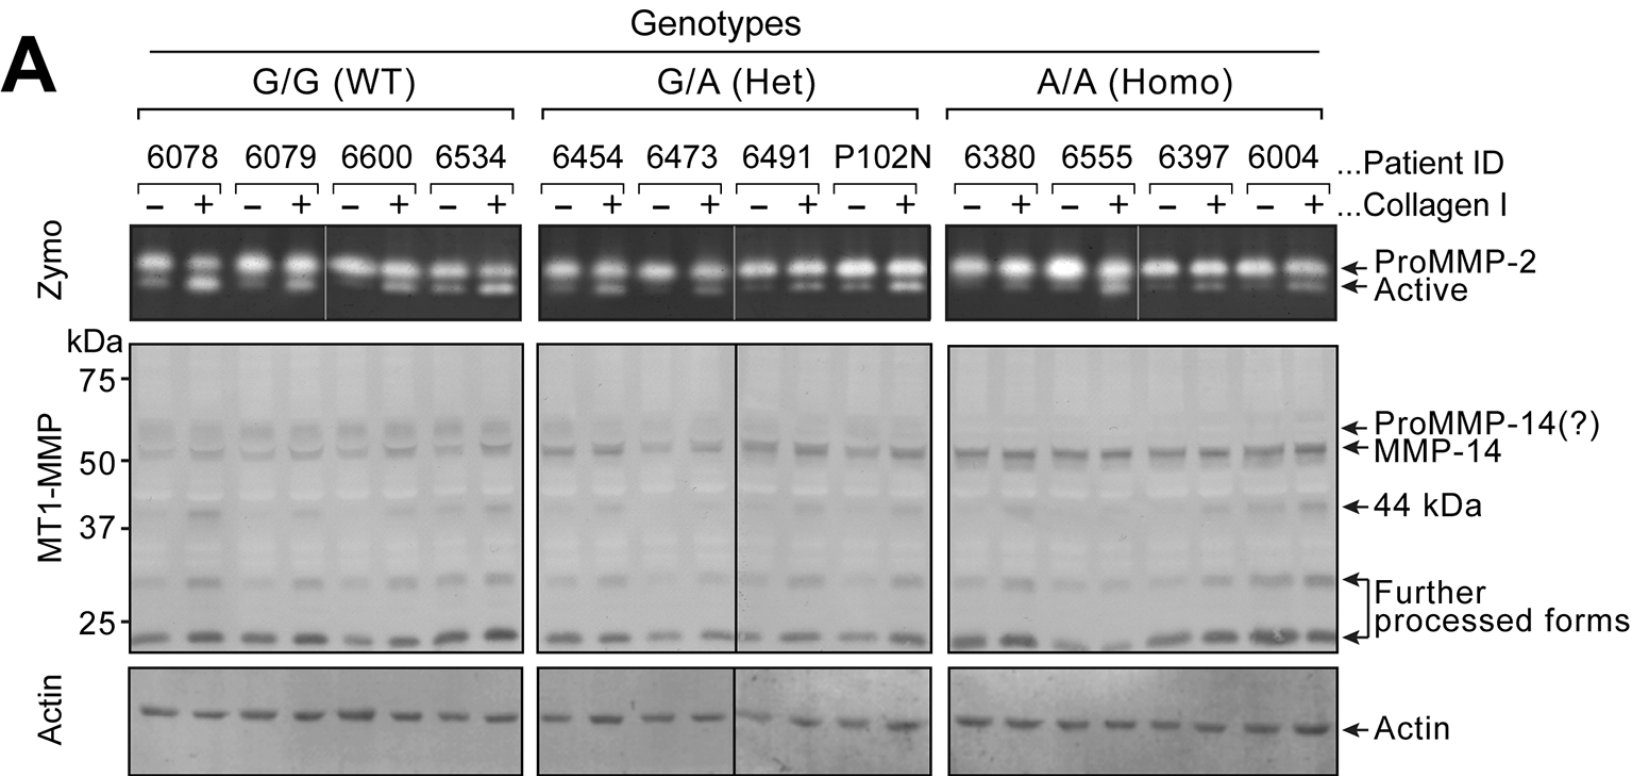 A
Genotypes
G/G (WT) G/A (Het) A/A (Homo)
6078 6079 6600 6534 6454 6473 6491 P102N 6380 6555 6397 6004 ...Patient ID
– + – + – + – + – + – + – + – + – + – + – + – + ...Collagen I
Zymo
ProMMP-2
Active
kDa
75
50
37
25
MT1-MMP
ProMMP-14(?)
MMP-14
44 kDa
Further
processed forms
Actin
Actin